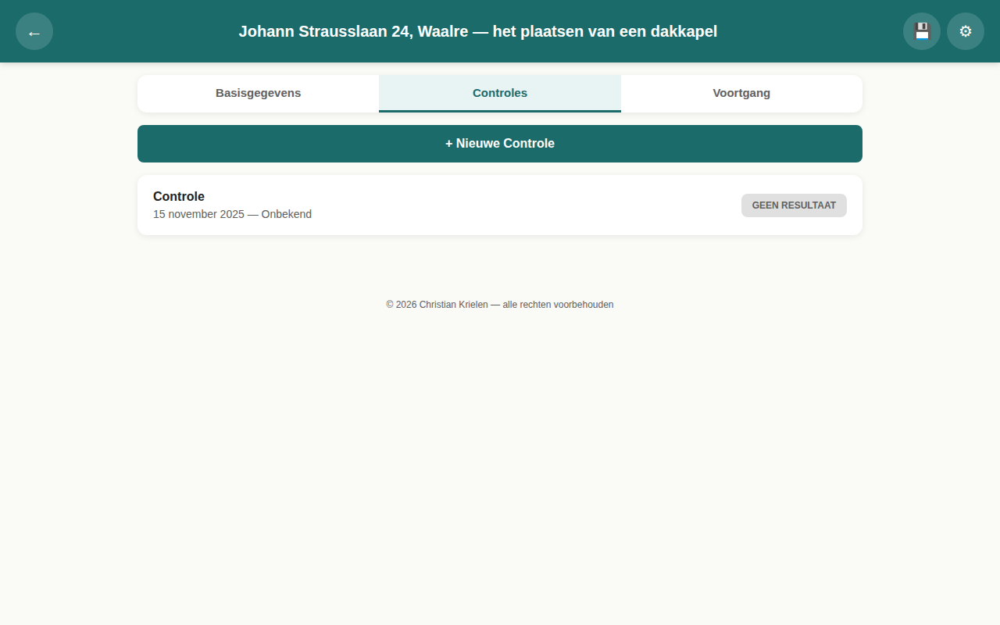 ←
Johann Strausslaan 24, Waalre — het plaatsen van een dakkapel
Basisgegevens
Controles
Voortgang
+ Nieuwe Controle
Controle
15 november 2025 — Onbekend
GEEN RESULTAAT
© 2026 Christian Krielen — alle rechten voorbehouden